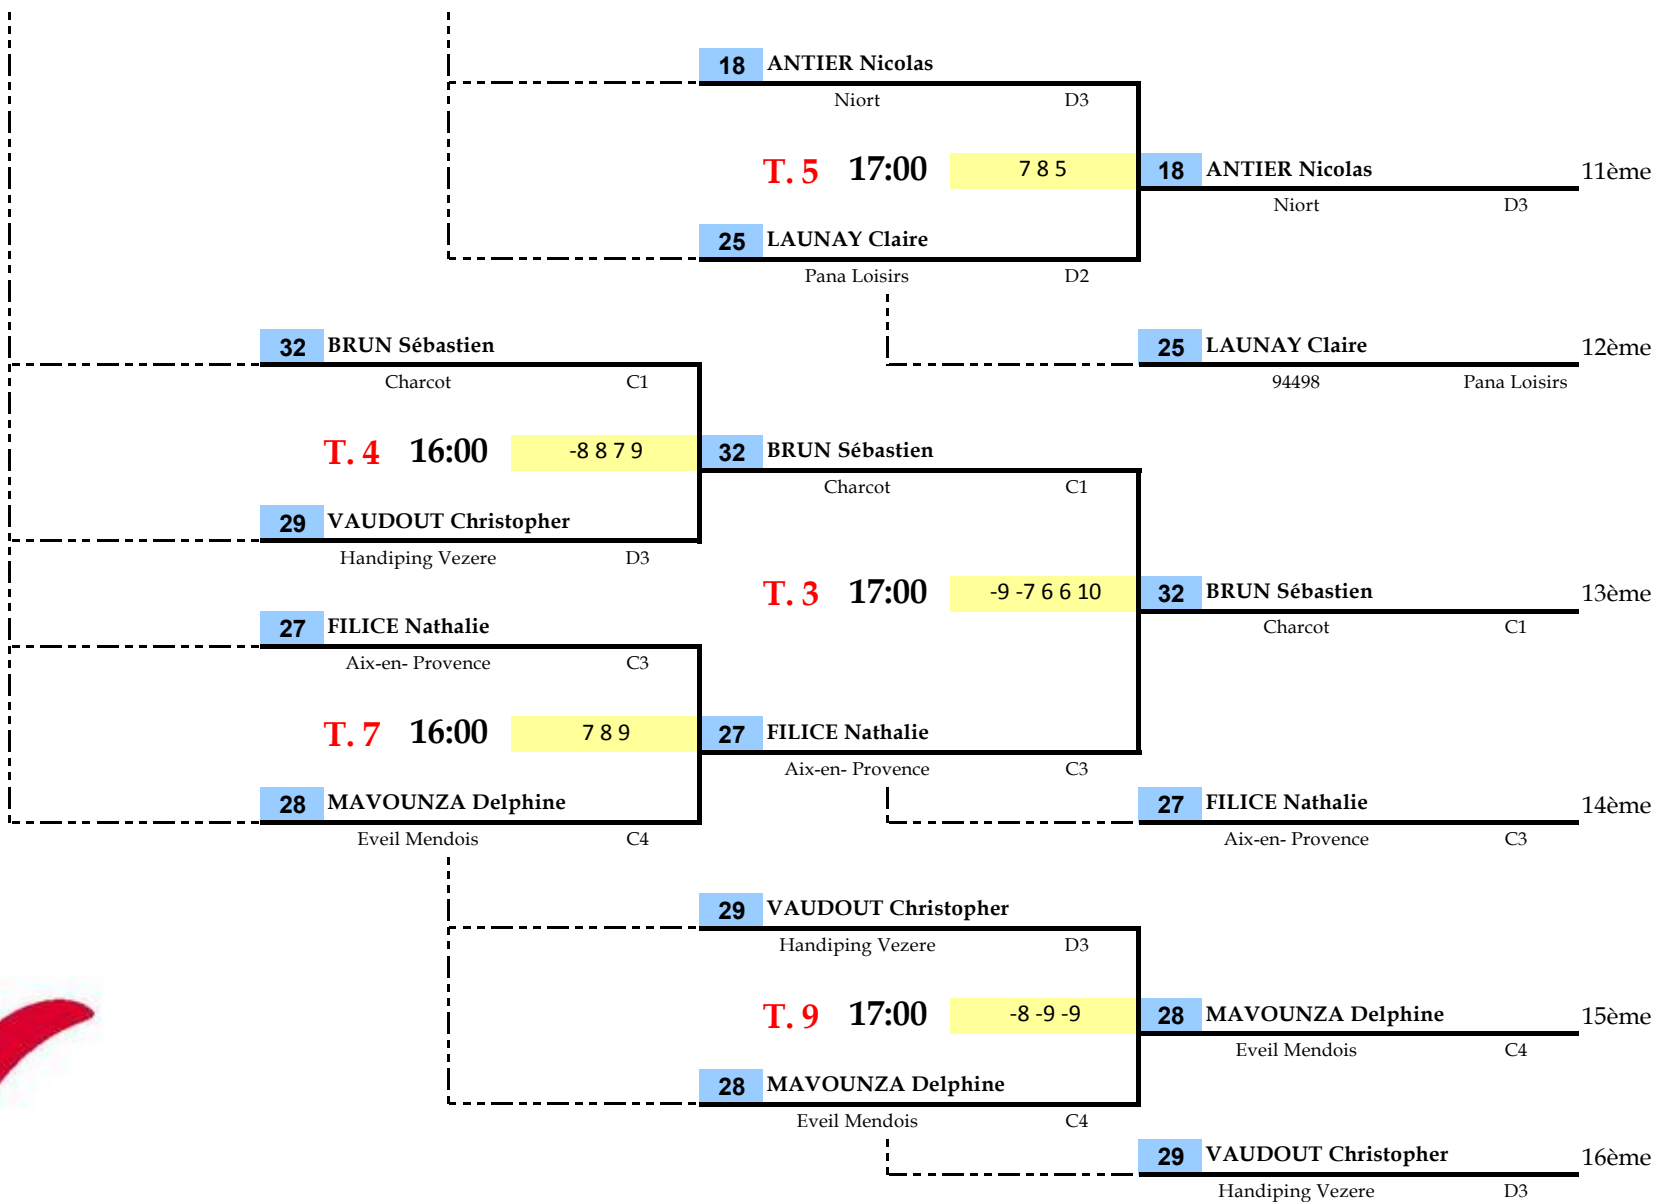 18 ANTIER Nicolas
Niort D3
T. 5 17:00 7 8 5
18 ANTIER Nicolas 11ème
Niort D3
25 LAUNAY Claire
Pana Loisirs D2
32 BRUN Sébastien
Charcot C1
25 LAUNAY Claire 12ème
94498 Pana Loisirs
T. 4 16:00 -8 8 7 9
32 BRUN Sébastien
Charcot C1
29 VAUDOUT Christopher
Handiping Vezere D3
T. 3 17:00 -9 -7 6 6 10
32 BRUN Sébastien 13ème
Charcot C1
27 FILICE Nathalie
Aix-en- Provence C3
T. 7 16:00 7 8 9
27 FILICE Nathalie
Aix-en- Provence C3
28 MAVOUNZA Delphine
Eveil Mendois C4
27 FILICE Nathalie 14ème
Aix-en- Provence C3
29 VAUDOUT Christopher
Handiping Vezere D3
T. 9 17:00 -8 -9 -9
28 MAVOUNZA Delphine 15ème
Eveil Mendois C4
28 MAVOUNZA Delphine
Eveil Mendois C4
29 VAUDOUT Christopher 16ème
Handiping Vezere D3